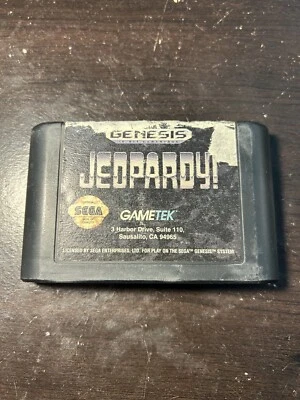 GENESIS
JEOPARDY!
SEGA
GAMETEK
3 Harbor Drive, Suite 110,
Sausalito, CA 94965
LICENSED BY SEGA ENTERPRISES, LTD. FOR PLAY ON THE SEGA™ GENESIS™ SYSTEM